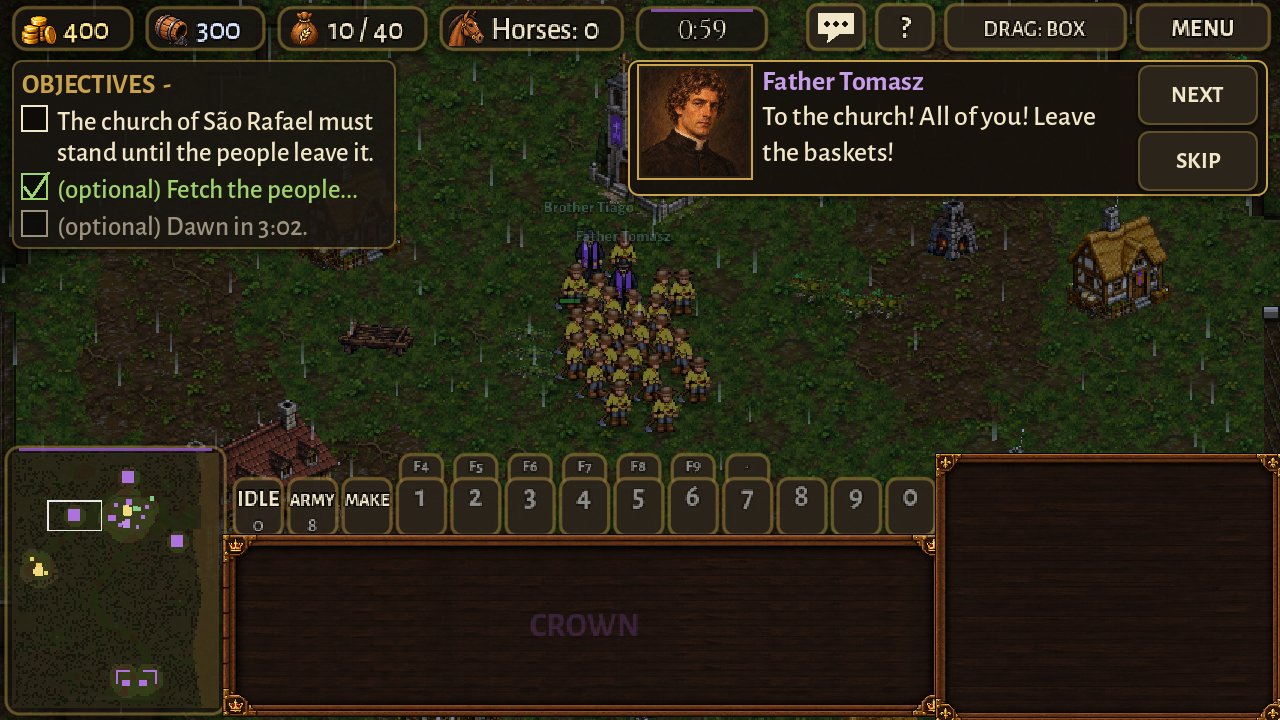 400
300
10 / 40
Horses: 0
0:59
?
DRAG: BOX
MENU
OBJECTIVES -
The church of São Rafael must
stand until the people leave it.
(optional) Fetch the people...
(optional) Dawn in 3:02.
Father Tomasz
To the church! All of you! Leave
the baskets!
NEXT
SKIP
Brother Tiago
Father Tomasz
F4 F5 F6 F7 F8 F9 .
IDLE ARMY MAKE 1 2 3 4 5 6 7 8 9 0
0 8
CROWN